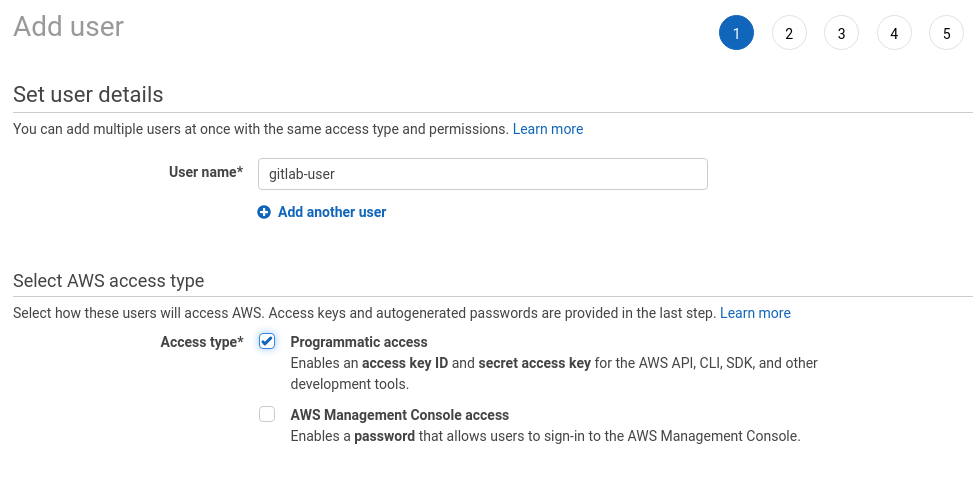 Add user
1 2 3 4 5
Set user details
You can add multiple users at once with the same access type and permissions. Learn more
User name* gitlab-user
Add another user
Select AWS access type
Select how these users will access AWS. Access keys and autogenerated passwords are provided in the last step. Learn more
Access type* Programmatic access
Enables an access key ID and secret access key for the AWS API, CLI, SDK, and other
development tools.
AWS Management Console access
Enables a password that allows users to sign-in to the AWS Management Console.